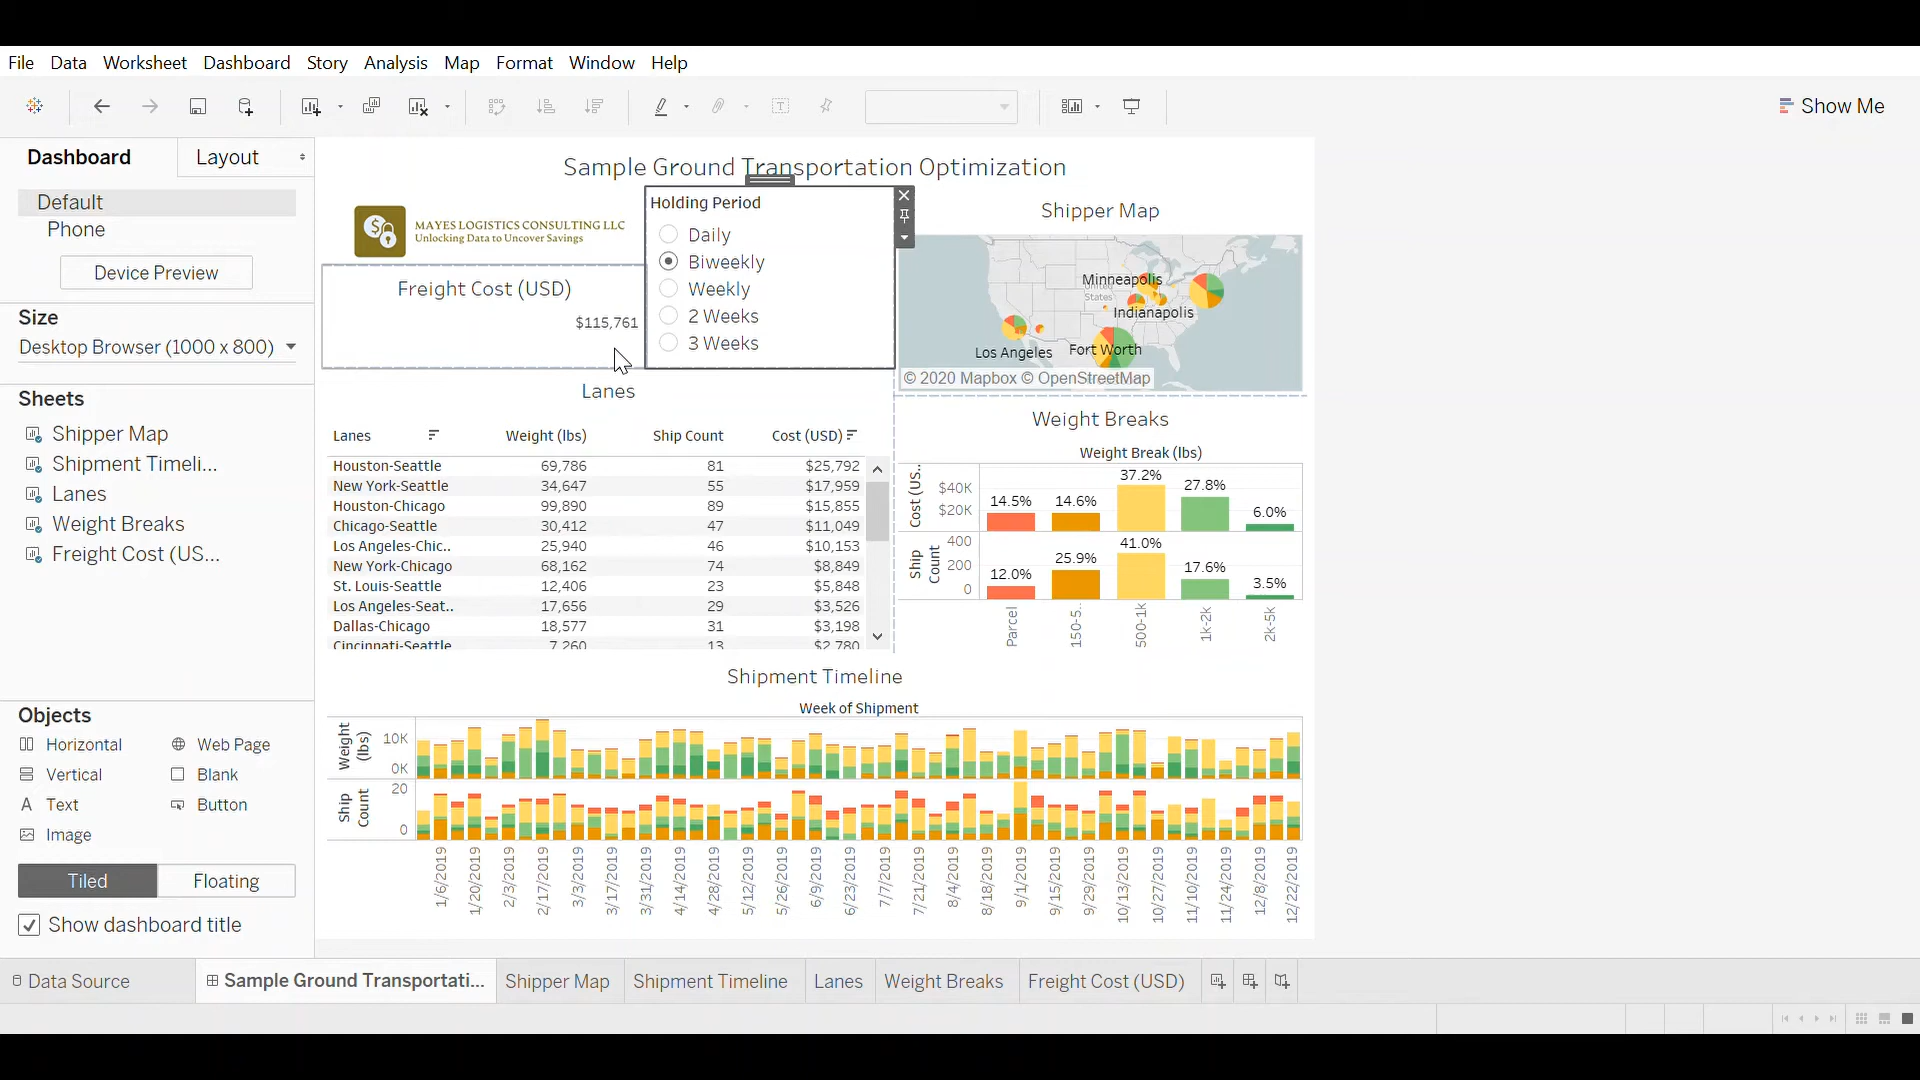 File Data Worksheet Dashboard Story Analysis Map Format Window Help
Show Me
Dashboard
Layout
Default
Phone
Device Preview
Size
Desktop Browser (1000 x 800)
Sheets
Shipper Map
Shipment Timeli...
Lanes
Weight Breaks
Freight Cost (US...
Objects
Horizontal Web Page
Vertical Blank
Text Button
Image
Tiled Floating
Show dashboard title
Sample Ground Transportation Optimization
MAYES LOGISTICS CONSULTING LLC
Unlocking Data to Uncover Savings
Freight Cost (USD)
$115,761
Holding Period
Daily
Biweekly
Weekly
2 Weeks
3 Weeks
Shipper Map
Minneapolis
United
States
Indianapolis
Los Angeles
Fort Worth
© 2020 Mapbox © OpenStreetMap
Lanes
Lanes Weight (lbs) Ship Count Cost (USD)
Houston-Seattle 69,786 81 $25,792
New York-Seattle 34,647 55 $17,959
Houston-Chicago 99,890 89 $15,855
Chicago-Seattle 30,412 47 $11,049
Los Angeles-Chic.. 25,940 46 $10,153
New York-Chicago 68,162 74 $8,849
St. Louis-Seattle 12,406 23 $5,848
Los Angeles-Seat.. 17,656 29 $3,526
Dallas-Chicago 18,577 31 $3,198
Cincinnati-Seattle 7,260 13 $2,780
Weight Breaks
Weight Break (lbs)
Cost (US..
$40K
$20K
14.5% 14.6% 37.2% 27.8% 6.0%
Ship
Count
400
200
0
12.0% 25.9% 41.0% 17.6% 3.5%
Parcel 150-5.. 500-1k 1k-2k 2k-5k
Shipment Timeline
Week of Shipment
Weight
(lbs)
10K
0K
Ship
Count
20
0
1/6/2019 1/20/2019 2/3/2019 2/17/2019 3/3/2019 3/17/2019 3/31/2019 4/14/2019 4/28/2019 5/12/2019 5/26/2019 6/9/2019 6/23/2019 7/7/2019 7/21/2019 8/4/2019 8/18/2019 9/1/2019 9/15/2019 9/29/2019 10/13/2019 10/27/2019 11/10/2019 11/24/2019 12/8/2019 12/22/2019
Data Source Sample Ground Transportati... Shipper Map Shipment Timeline Lanes Weight Breaks Freight Cost (USD)